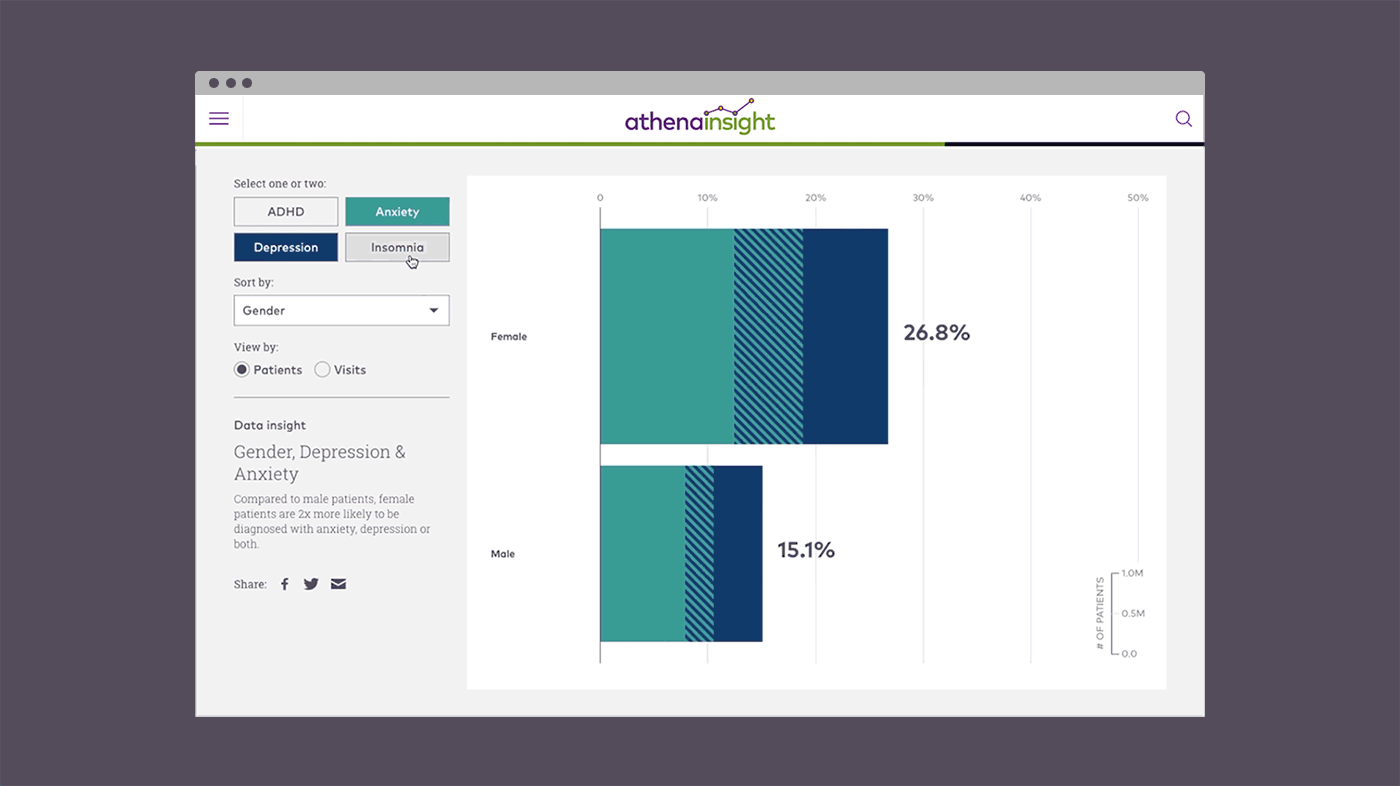 athenainsight
Select one or two:
ADHD
Anxiety
Depression
Insomnia
Sort by:
Gender
View by:
Patients
Visits
Data insight
Gender, Depression &
Anxiety
Compared to male patients, female
patients are 2x more likely to be
diagnosed with anxiety, depression or
both.
Share:
0
10%
20%
30%
40%
50%
Female
26.8%
Male
15.1%
# OF PATIENTS
1.0M
0.5M
0.0